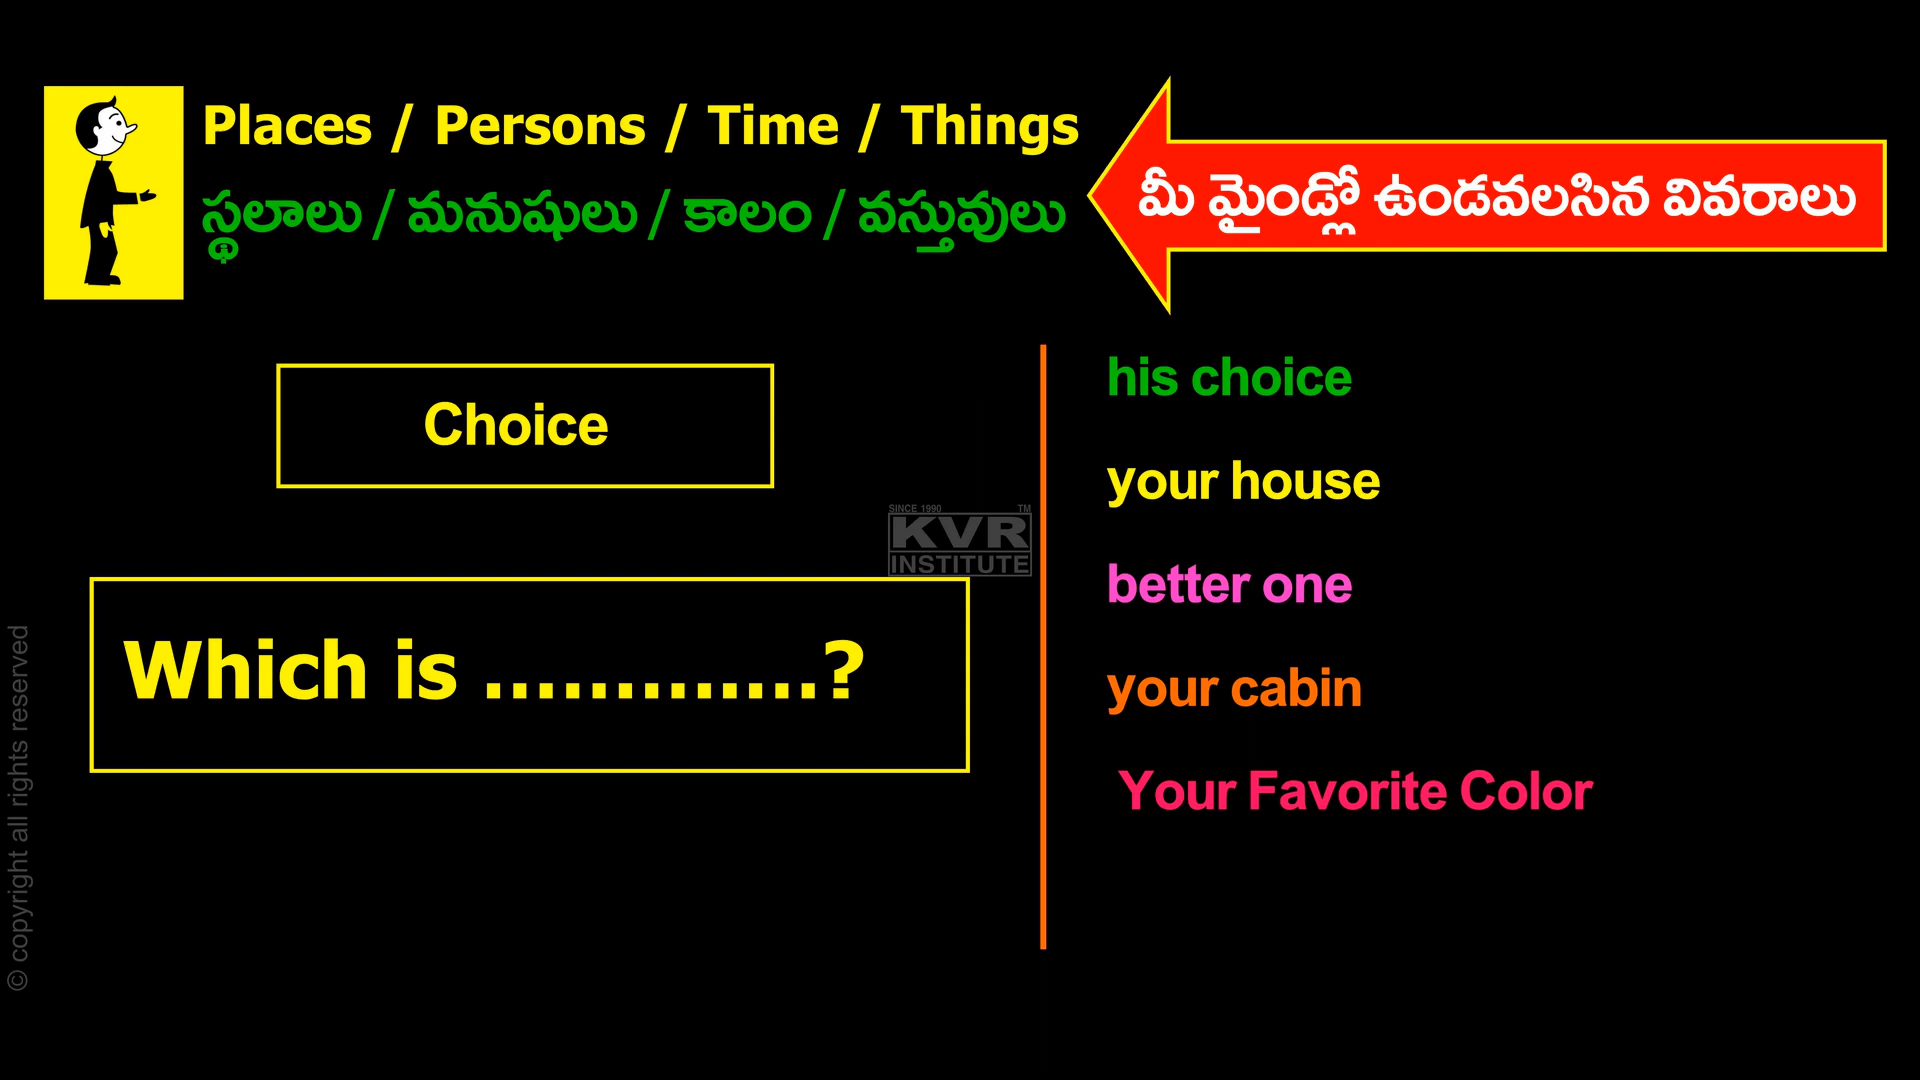 Places / Persons / Time / Things
స్థలాలు / మనుషులు / కాలం / వస్తువులు
మీ మైండ్లో ఉండవలసిన వివరాలు
Choice
Which is .............?
his choice
your house
better one
your cabin
Your Favorite Color
SINCE 1990 TM
KVR
INSTITUTE
© copyright all rights reserved